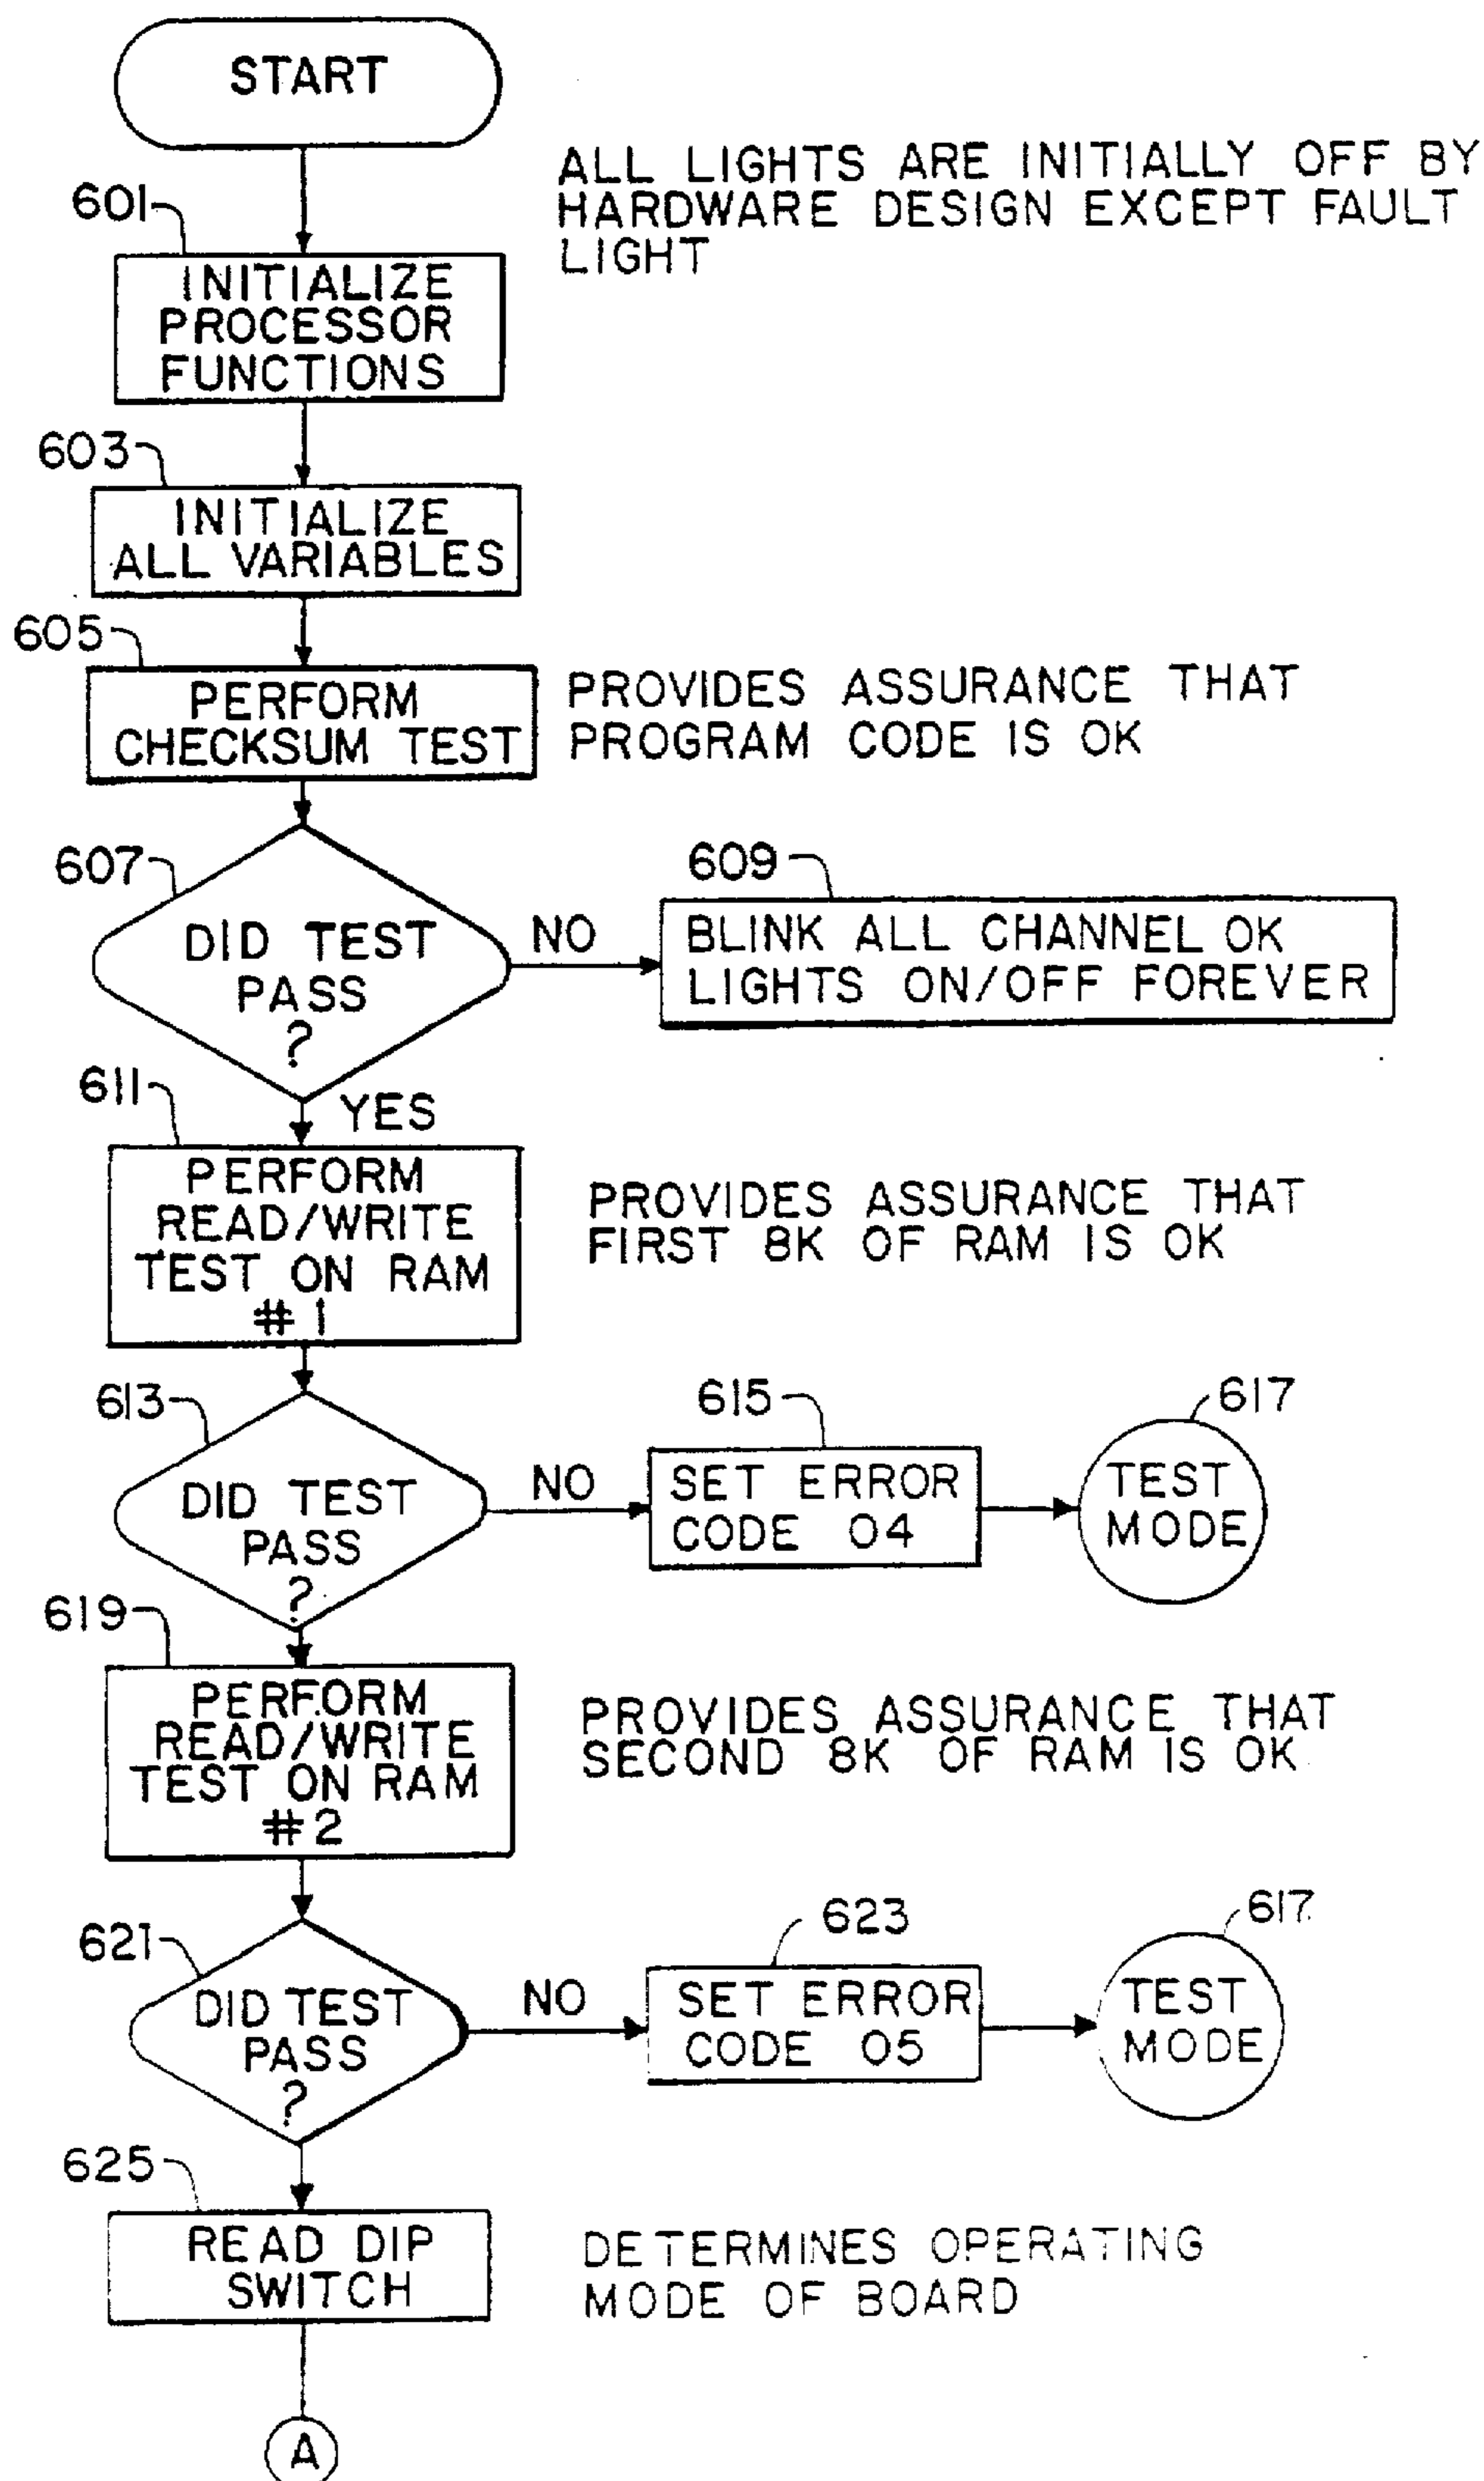 START
ALL LIGHTS ARE INITIALLY OFF BY
HARDWARE DESIGN EXCEPT FAULT
LIGHT
601
INITIALIZE
PROCESSOR
FUNCTIONS
603
INITIALIZE
ALL VARIABLES
605
PERFORM
CHECKSUM TEST
PROVIDES ASSURANCE THAT
PROGRAM CODE IS OK
607
DID TEST
PASS
?
NO
609
BLINK ALL CHANNEL OK
LIGHTS ON/OFF FOREVER
YES
611
PERFORM
READ/WRITE
TEST ON RAM
#1
PROVIDES ASSURANCE THAT
FIRST 8K OF RAM IS OK
613
DID TEST
PASS
?
NO
615
SET ERROR
CODE 04
617
TEST
MODE
619
PERFORM
READ/WRITE
TEST ON RAM
#2
PROVIDES ASSURANCE THAT
SECOND 8K OF RAM IS OK
621
DID TEST
PASS
?
NO
623
SET ERROR
CODE 05
617
TEST
MODE
625
READ DIP
SWITCH
DETERMINES OPERATING
MODE OF BOARD
A